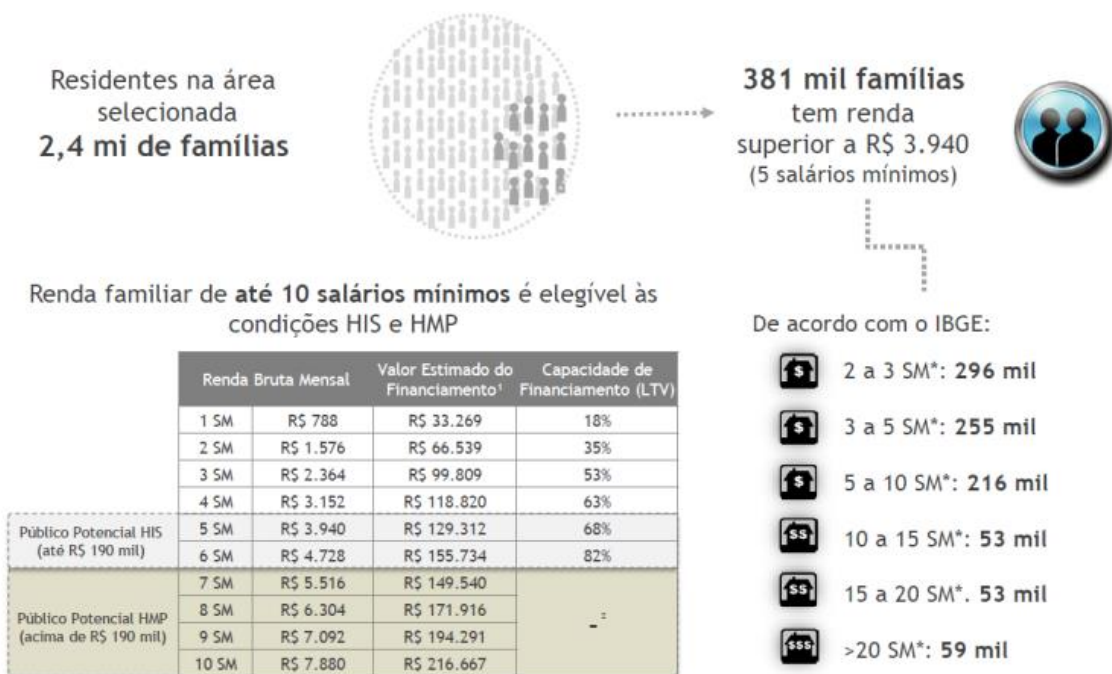 Residentes na área
selecionada
2,4 mi de famílias
381 mil famílias
tem renda
superior a R$ 3.940
(5 salários mínimos)
Renda familiar de até 10 salários mínimos é elegível às
condições HIS e HMP
Renda Bruta Mensal
Valor Estimado do
Financiamento¹
Capacidade de
Financiamento (LTV)
1 SM R$ 788 R$ 33.269 18%
2 SM R$ 1.576 R$ 66.539 35%
3 SM R$ 2.364 R$ 99.809 53%
4 SM R$ 3.152 R$ 118.820 63%
Público Potencial HIS
(até R$ 190 mil)
5 SM R$ 3.940 R$ 129.312 68%
6 SM R$ 4.728 R$ 155.734 82%
Público Potencial HMP
(acima de R$ 190 mil)
7 SM R$ 5.516 R$ 149.540
8 SM R$ 6.304 R$ 171.916
9 SM R$ 7.092 R$ 194.291
10 SM R$ 7.880 R$ 216.667
-
De acordo com o IBGE:
$ 2 a 3 SM*: 296 mil
$ 3 a 5 SM*: 255 mil
$ 5 a 10 SM*: 216 mil
$$ 10 a 15 SM*: 53 mil
$$ 15 a 20 SM*. 53 mil
$$$ >20 SM*: 59 mil